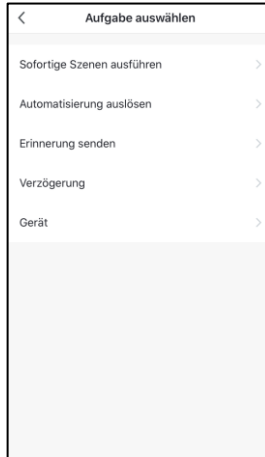 Aufgabe auswählen
Sofortige Szenen ausführen
Automatisierung auslösen
Erinnerung senden
Verzögerung
Gerät